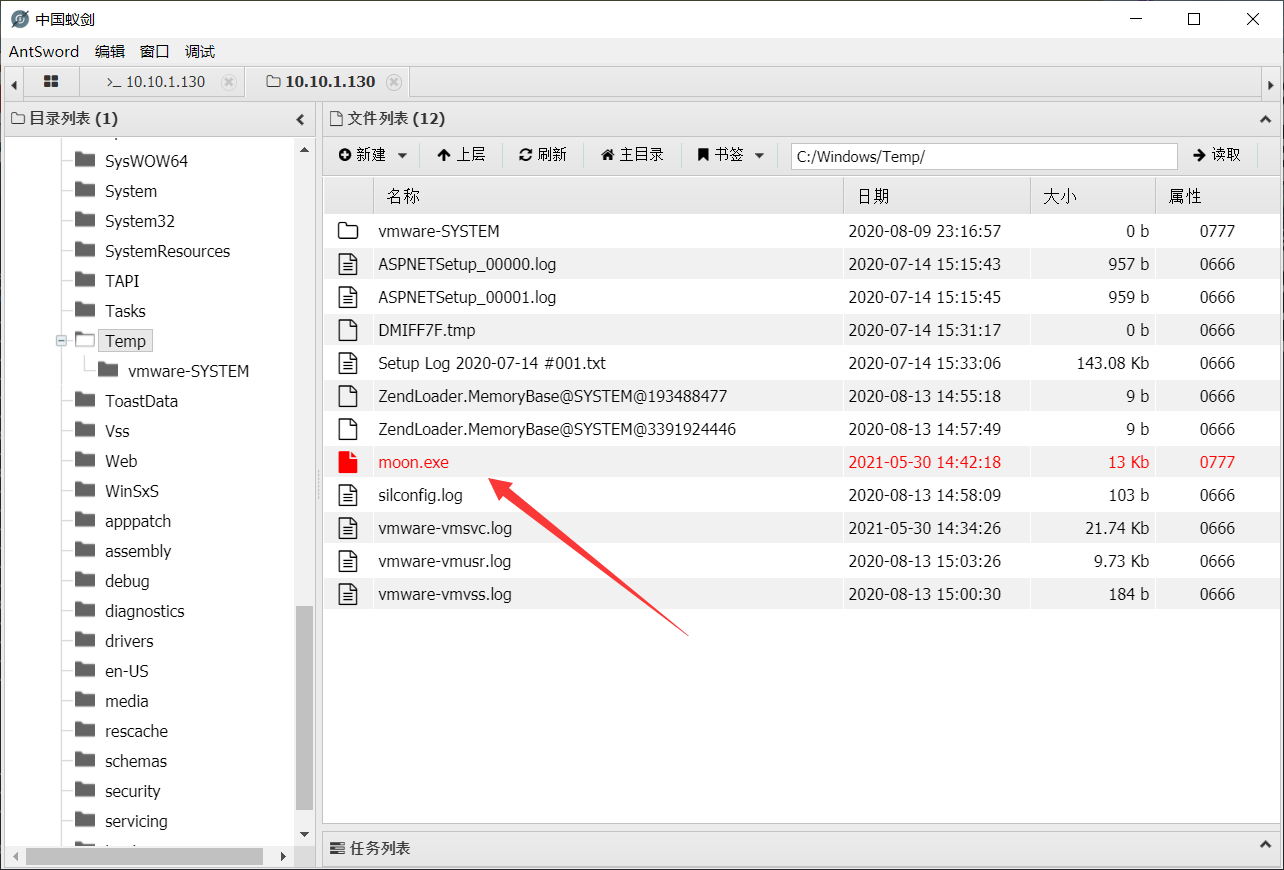 中国蚁剑
AntSword 编辑 窗口 调试
>_ 10.10.1.130 10.10.1.130
目录列表 (1)
SysWOW64
System
System32
SystemResources
TAPI
Tasks
Temp
vmware-SYSTEM
ToastData
Vss
Web
WinSxS
apppatch
assembly
debug
diagnostics
drivers
en-US
media
rescache
schemas
security
servicing
文件列表 (12)
新建 上层 刷新 主目录 书签 C:/Windows/Temp/ 读取
名称 日期 大小 属性
vmware-SYSTEM 2020-08-09 23:16:57 0 b 0777
ASPNETSetup_00000.log 2020-07-14 15:15:43 957 b 0666
ASPNETSetup_00001.log 2020-07-14 15:15:45 959 b 0666
DMIFF7F.tmp 2020-07-14 15:31:17 0 b 0666
Setup Log 2020-07-14 #001.txt 2020-07-14 15:33:06 143.08 Kb 0666
ZendLoader.MemoryBase@SYSTEM@193488477 2020-08-13 14:55:18 9 b 0666
ZendLoader.MemoryBase@SYSTEM@3391924446 2020-08-13 14:57:49 9 b 0666
moon.exe 2021-05-30 14:42:18 13 Kb 0777
silconfig.log 2020-08-13 14:58:09 103 b 0666
vmware-vmsvc.log 2021-05-30 14:34:26 21.74 Kb 0666
vmware-vmusr.log 2020-08-13 15:03:26 9.73 Kb 0666
vmware-vmvss.log 2020-08-13 15:00:30 184 b 0666
任务列表